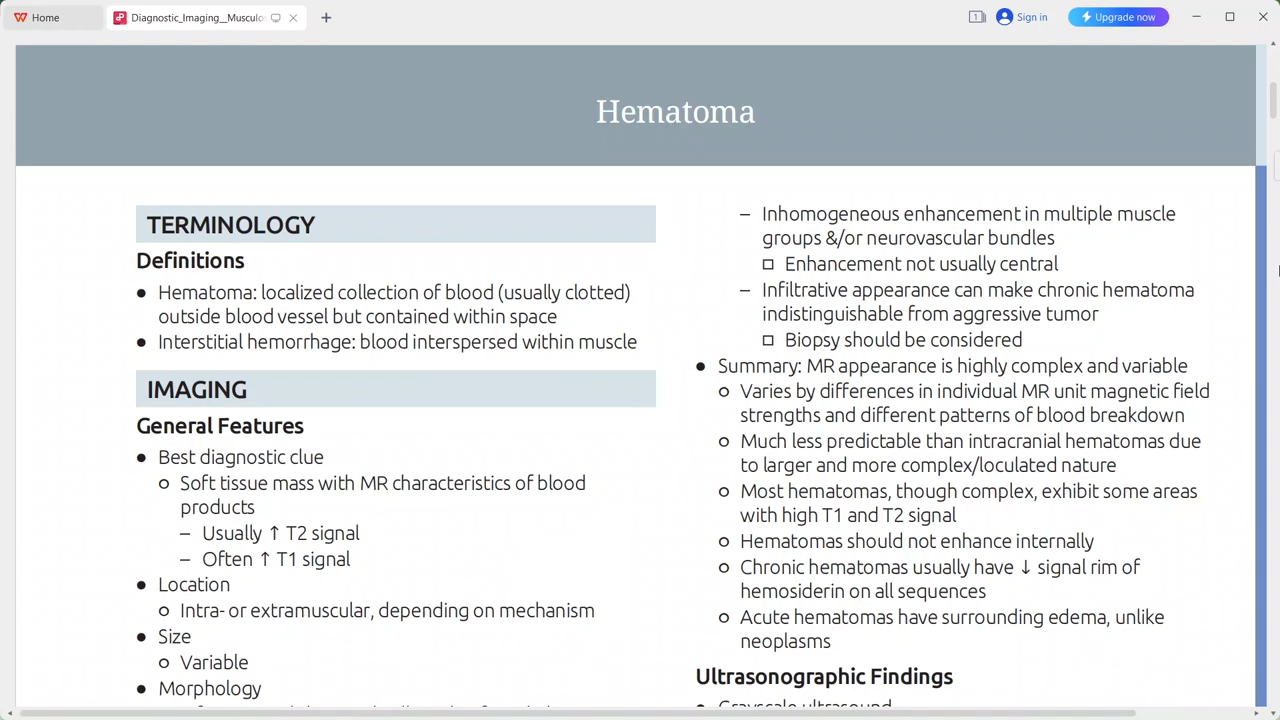 Home
Diagnostic_Imaging__Musculos
Sign in
Upgrade now
Hematoma
TERMINOLOGY
Definitions
● Hematoma: localized collection of blood (usually clotted)
outside blood vessel but contained within space
● Interstitial hemorrhage: blood interspersed within muscle
IMAGING
General Features
● Best diagnostic clue
○ Soft tissue mass with MR characteristics of blood
products
– Usually ↑ T2 signal
– Often ↑ T1 signal
● Location
○ Intra- or extramuscular, depending on mechanism
● Size
○ Variable
● Morphology
– Inhomogeneous enhancement in multiple muscle
groups &/or neurovascular bundles
□ Enhancement not usually central
– Infiltrative appearance can make chronic hematoma
indistinguishable from aggressive tumor
□ Biopsy should be considered
● Summary: MR appearance is highly complex and variable
○ Varies by differences in individual MR unit magnetic field
strengths and different patterns of blood breakdown
○ Much less predictable than intracranial hematomas due
to larger and more complex/loculated nature
○ Most hematomas, though complex, exhibit some areas
with high T1 and T2 signal
○ Hematomas should not enhance internally
○ Chronic hematomas usually have ↓ signal rim of
hemosiderin on all sequences
○ Acute hematomas have surrounding edema, unlike
neoplasms
Ultrasonographic Findings
● Grayscale ultrasound